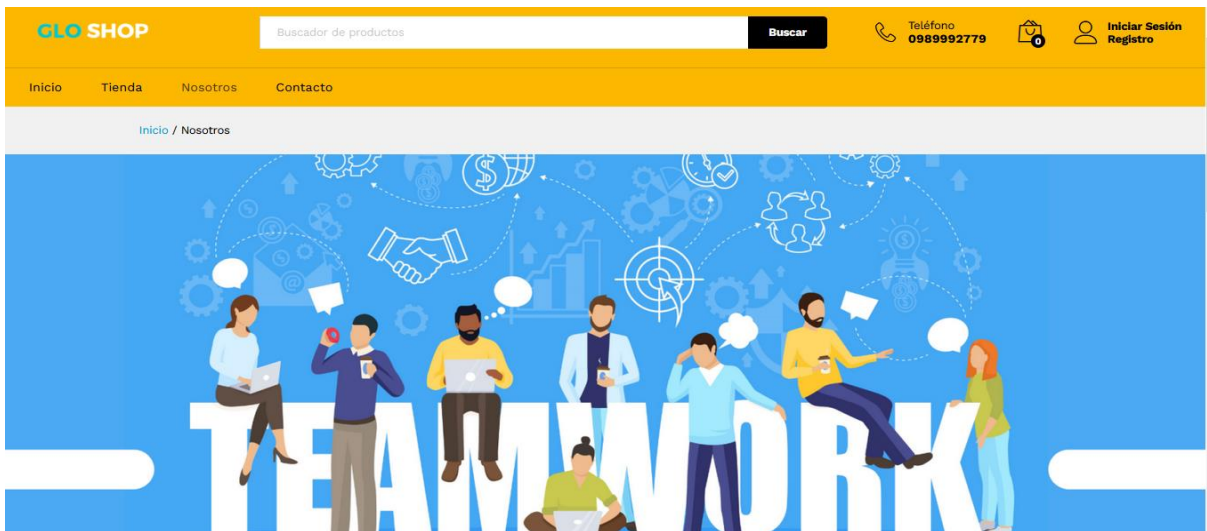 GLO SHOP
Buscador de productos
Buscar
Teléfono
0989992779
0
Iniciar Sesión
Registro
Inicio
Tienda
Nosotros
Contacto
Inicio / Nosotros
$
$
@
$
TEAMWORK